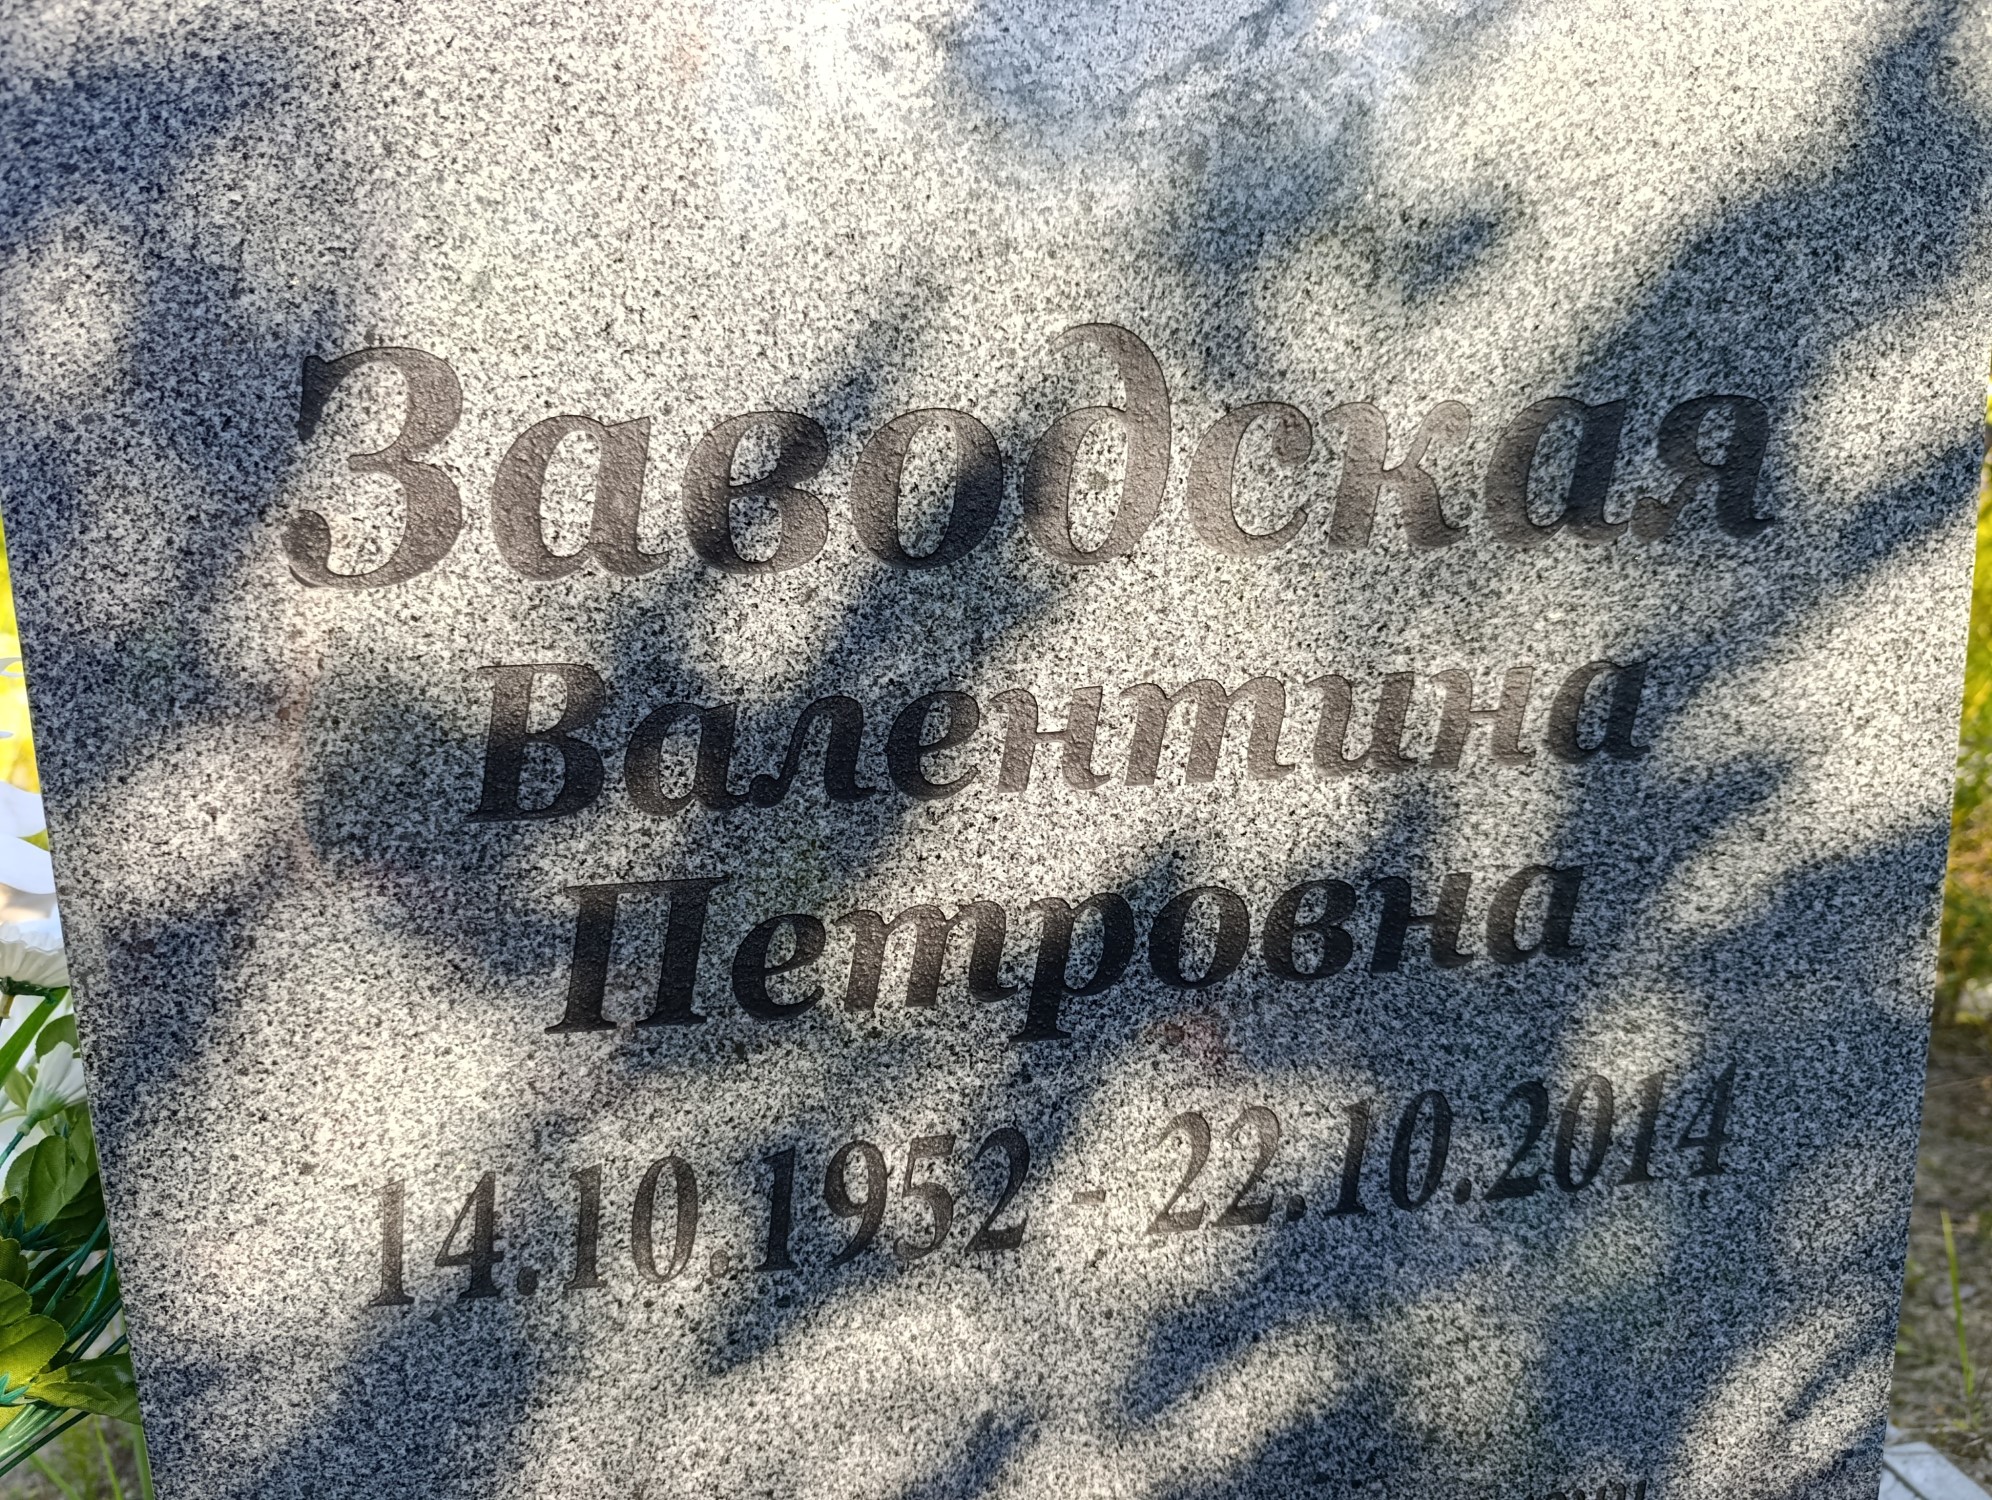 Заводская
Валентина
Петровна
14.10.1952 - 22.10.2014